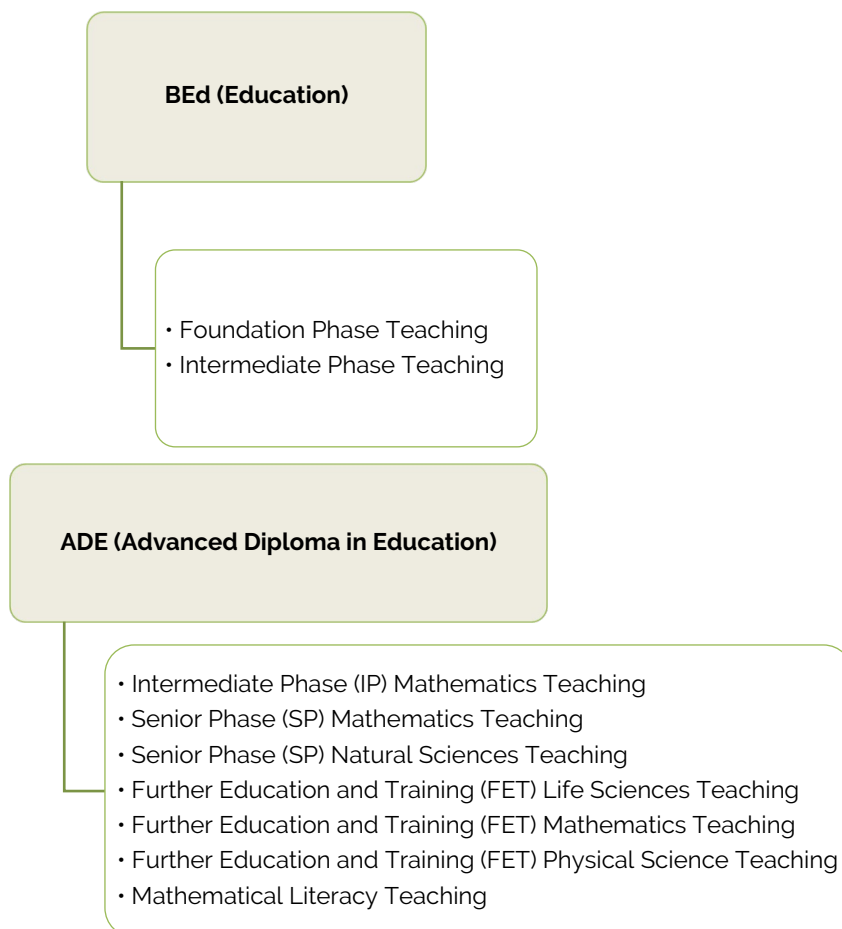 BEd (Education)
• Foundation Phase Teaching
• Intermediate Phase Teaching
ADE (Advanced Diploma in Education)
• Intermediate Phase (IP) Mathematics Teaching
• Senior Phase (SP) Mathematics Teaching
• Senior Phase (SP) Natural Sciences Teaching
• Further Education and Training (FET) Life Sciences Teaching
• Further Education and Training (FET) Mathematics Teaching
• Further Education and Training (FET) Physical Science Teaching
• Mathematical Literacy Teaching